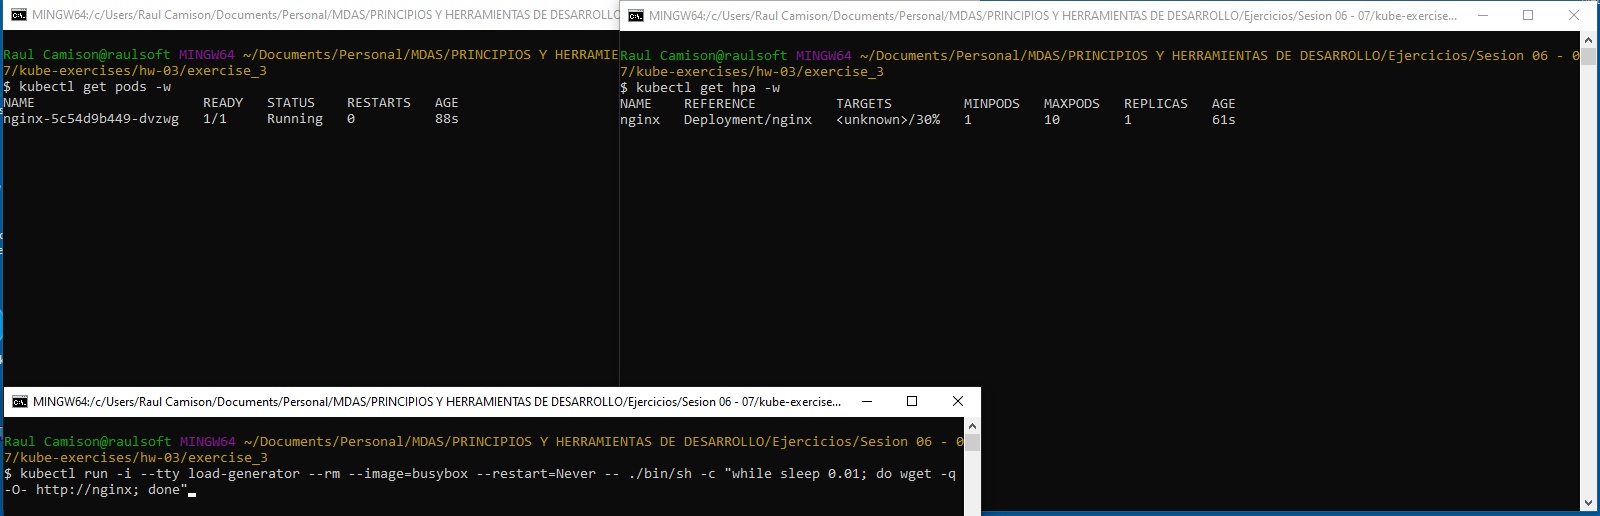 MINGW64:/c/Users/Raul Camison/Documents/Personal/MDAS/PRINCIPIOS Y HERRAMIENTAS DE DESARROLLO
Raul Camison@raulsoft MINGW64 ~/Documents/Personal/MDAS/PRINCIPIOS Y HERRAMIE
7/kube-exercises/hw-03/exercise_3
$ kubectl get pods -w
NAME READY STATUS RESTARTS AGE
nginx-5c54d9b449-dvzwg 1/1 Running 0 88s
MINGW64:/c/Users/Raul Camison/Documents/Personal/MDAS/PRINCIPIOS Y HERRAMIENTAS DE DESARROLLO/Ejercicios/Sesion 06 - 07/kube-exercise...
Raul Camison@raulsoft MINGW64 ~/Documents/Personal/MDAS/PRINCIPIOS Y HERRAMIENTAS DE DESARROLLO/Ejercicios/Sesion 06 - 0
7/kube-exercises/hw-03/exercise_3
$ kubectl get hpa -w
NAME REFERENCE TARGETS MINPODS MAXPODS REPLICAS AGE
nginx Deployment/nginx <unknown>/30% 1 10 1 61s
MINGW64:/c/Users/Raul Camison/Documents/Personal/MDAS/PRINCIPIOS Y HERRAMIENTAS DE DESARROLLO/Ejercicios/Sesion 06 - 07/kube-exercise...
Raul Camison@raulsoft MINGW64 ~/Documents/Personal/MDAS/PRINCIPIOS Y HERRAMIENTAS DE DESARROLLO/Ejercicios/Sesion 06 - 0
7/kube-exercises/hw-03/exercise_3
$ kubectl run -i --tty load-generator --rm --image=busybox --restart=Never -- ./bin/sh -c "while sleep 0.01; do wget -q
-O- http://nginx; done"